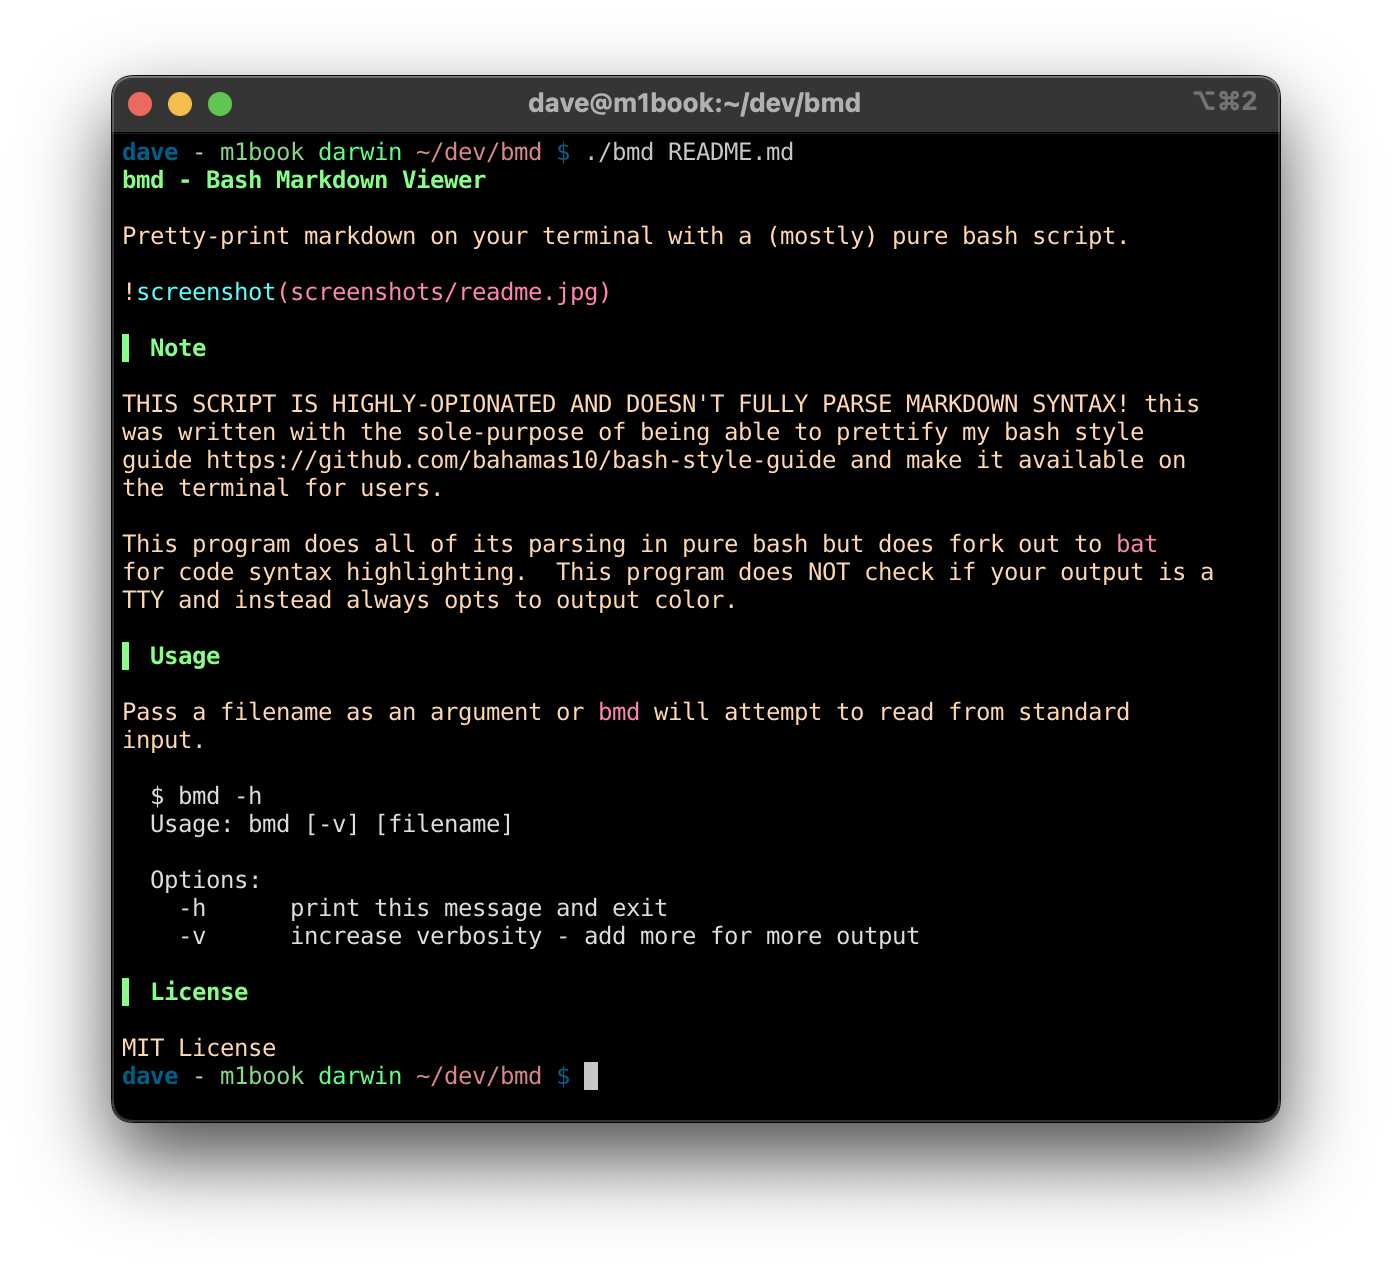 dave@m1book:~/dev/bmd ⌥⌘2
dave - m1book darwin ~/dev/bmd $ ./bmd README.md
bmd - Bash Markdown Viewer
Pretty-print markdown on your terminal with a (mostly) pure bash script.
!screenshot(screenshots/readme.jpg)
Note
THIS SCRIPT IS HIGHLY-OPIONATED AND DOESN'T FULLY PARSE MARKDOWN SYNTAX! this
was written with the sole-purpose of being able to prettify my bash style
guide https://github.com/bahamas10/bash-style-guide and make it available on
the terminal for users.
This program does all of its parsing in pure bash but does fork out to bat
for code syntax highlighting.  This program does NOT check if your output is a
TTY and instead always opts to output color.
Usage
Pass a filename as an argument or bmd will attempt to read from standard
input.
$ bmd -h
Usage: bmd [-v] [filename]
Options:
-h      print this message and exit
-v      increase verbosity - add more for more output
License
MIT License
dave - m1book darwin ~/dev/bmd $